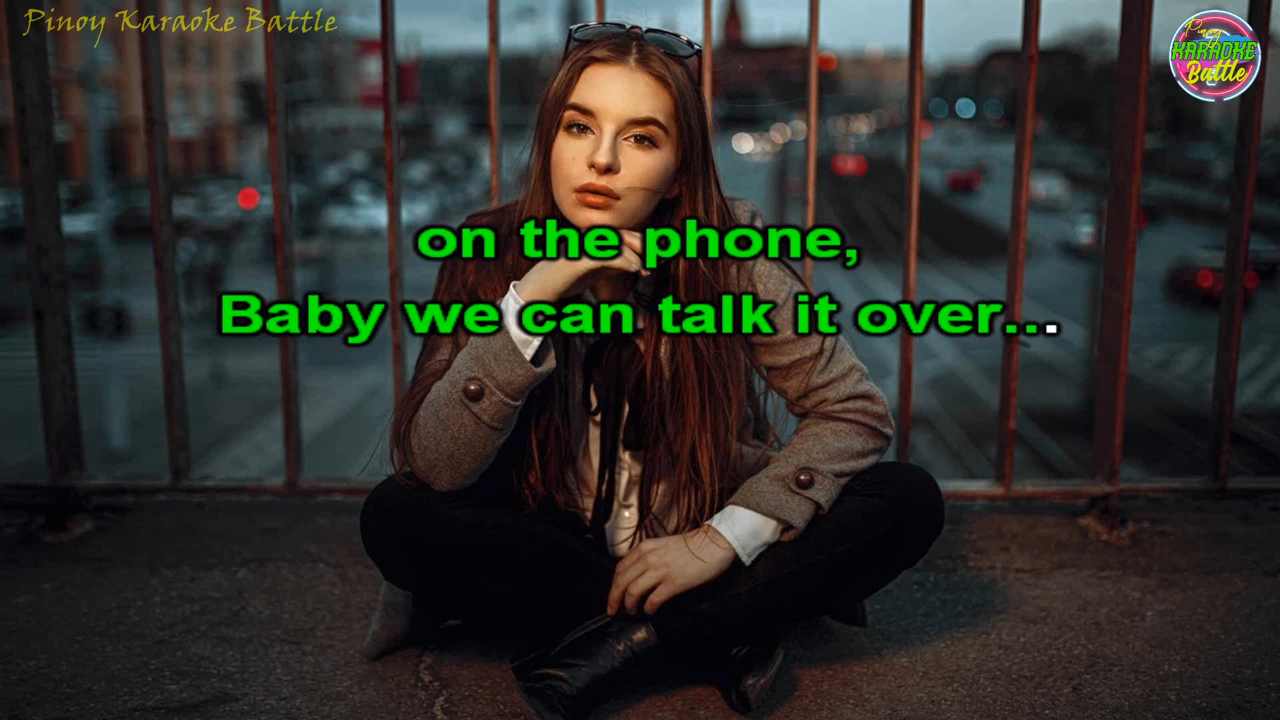 Pinoy Karaoke Battle
Pinoy
KARAOKE
Battle
on the phone,
Baby we can talk it over...